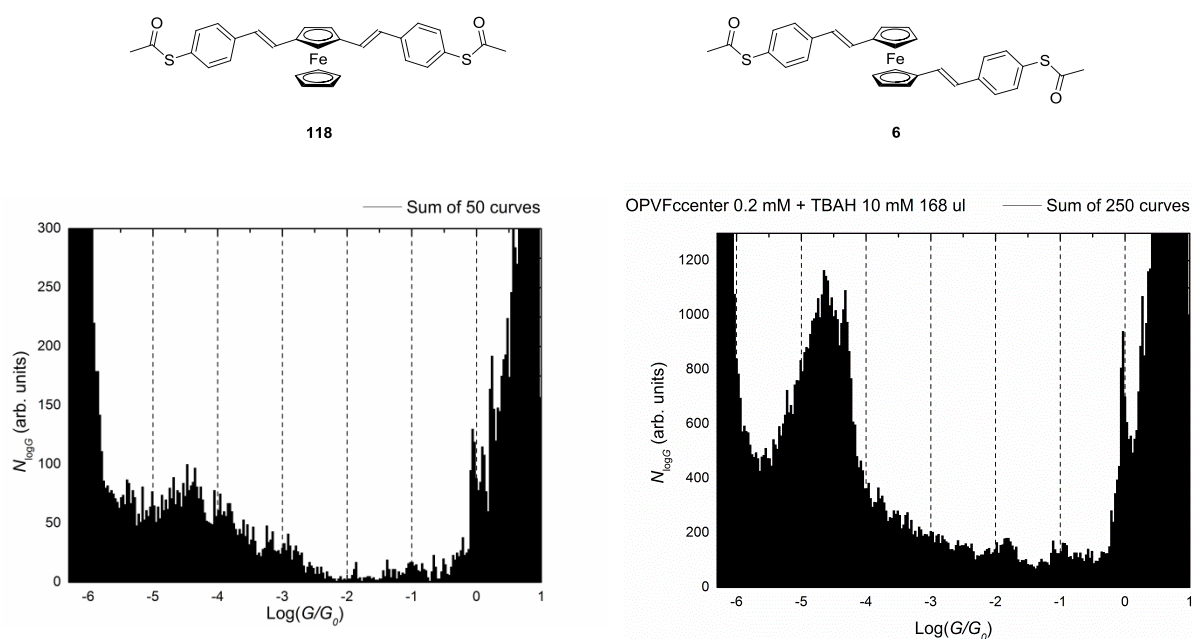 O
S
Fe
S
O
118
O
S
Fe
S
O
6
Sum of 50 curves
300
250
200
150
100
50
0
N logG (arb. units)
-6 -5 -4 -3 -2 -1 0 1
Log(G/G0)
OPVFccenter 0.2 mM + TBAH 10 mM 168 ul
Sum of 250 curves
1200
1000
800
600
400
200
0
N logG (arb. units)
-6 -5 -4 -3 -2 -1 0 1
Log(G/G0)